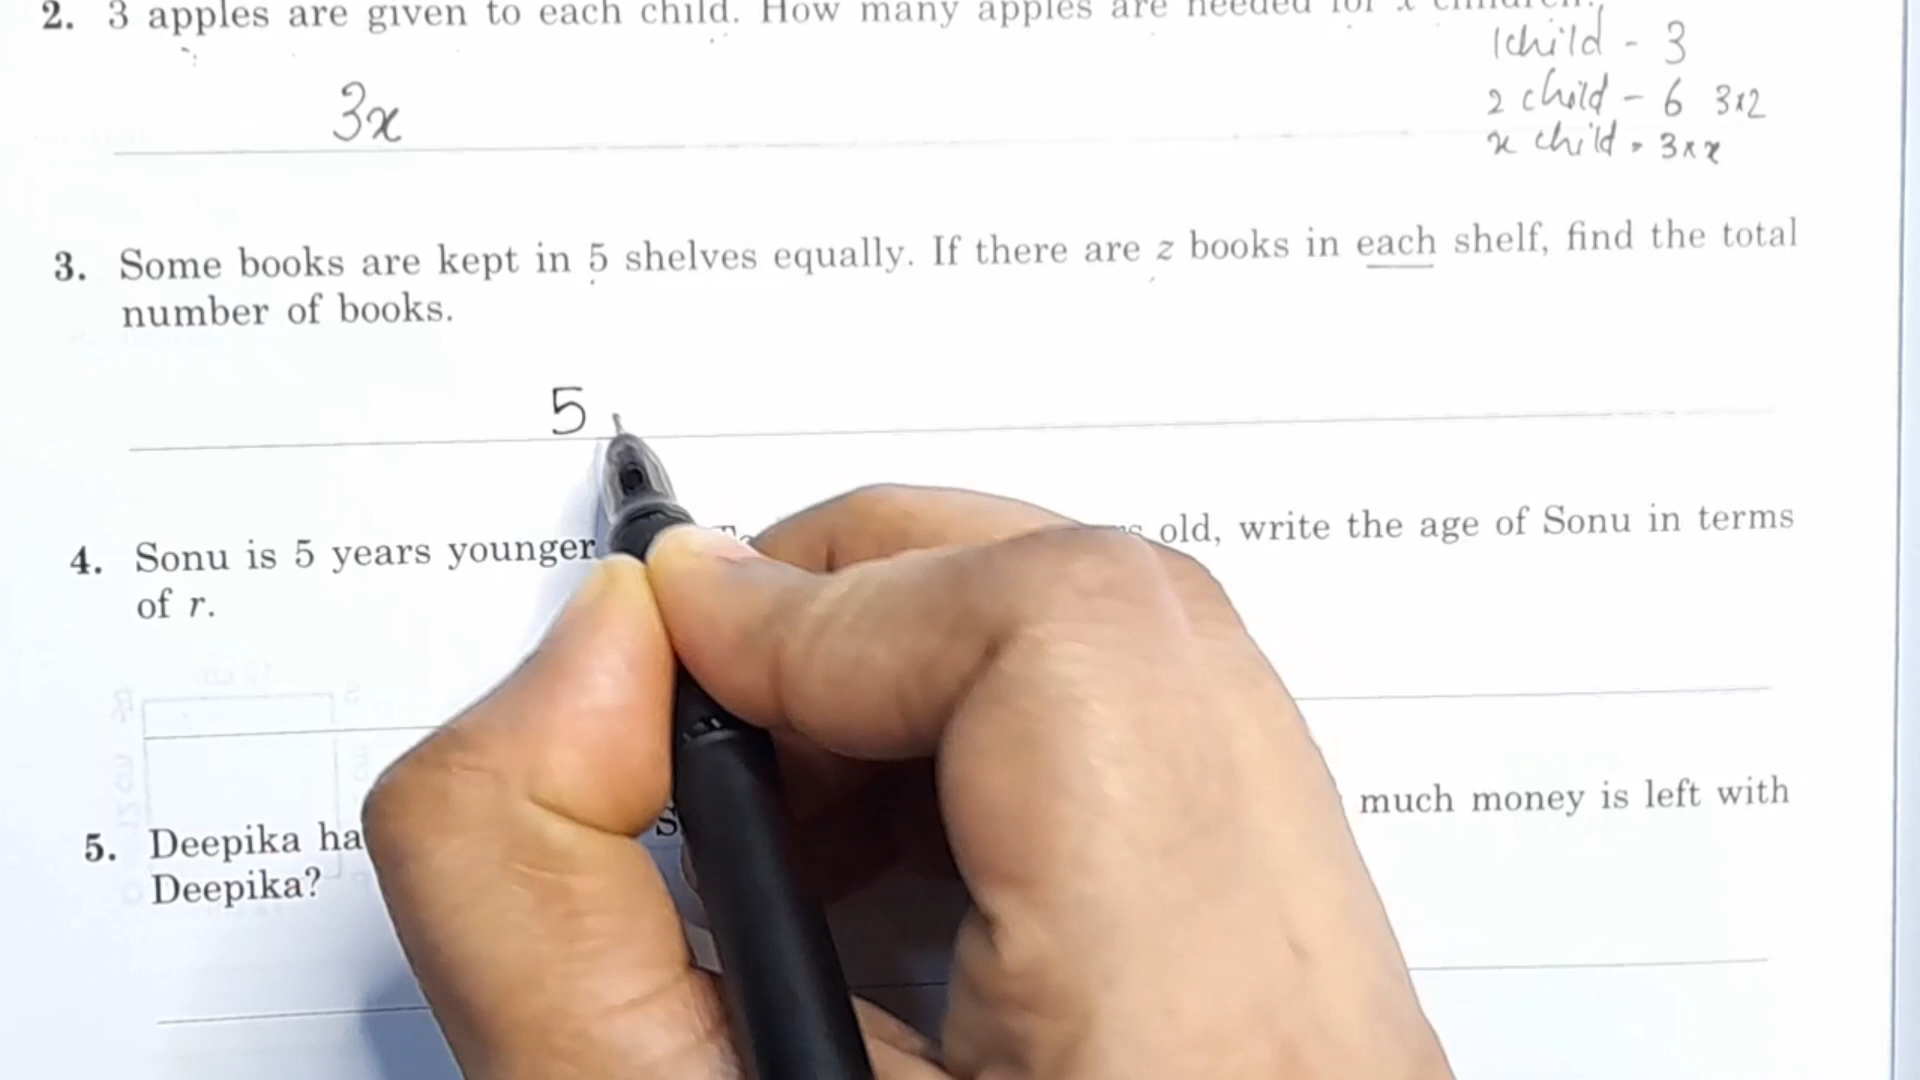 2. 3 apples are given to each child. How many apples are needed for x children?
1child - 3
2 child - 6 3x2
x child - 3xx
3x
3. Some books are kept in 5 shelves equally. If there are z books in each shelf, find the total
number of books.
5
4. Sonu is 5 years younger old, write the age of Sonu in terms
of r.
5. Deepika ha much money is left with
Deepika?